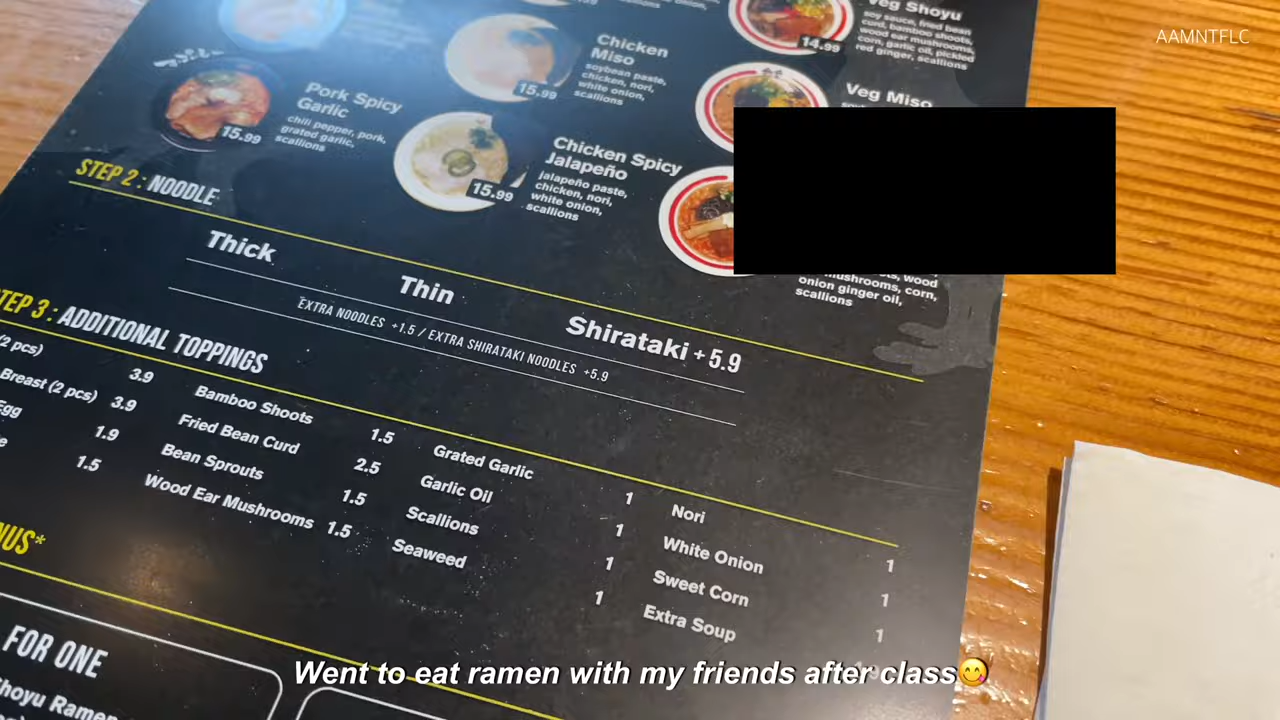 AAMNTFLC
Veg Shoyu
soy sauce, fried bean
curd, bamboo shoots,
wood ear mushrooms,
corn, garlic oil, pickled
red ginger, scallions
14.99
Chicken
Miso
soybean paste,
chicken, nori,
white onion,
scallions
15.99
Veg Miso
Pork Spicy
Garlic
chili pepper, pork,
grated garlic,
scallions
15.99
Chicken Spicy
Jalapeño
jalapeño paste,
chicken, nori,
white onion,
scallions
15.99
wood
mushrooms, corn,
onion ginger oil,
scallions
STEP 2 : NOODLE
Thick
Thin
Shirataki +5.9
EXTRA NOODLES +1.5 / EXTRA SHIRATAKI NOODLES +5.9
STEP 3 : ADDITIONAL TOPPINGS
(2 pcs) 3.9
Breast (2 pcs) 3.9
Egg 1.9
1.5
Bamboo Shoots 1.5
Fried Bean Curd 2.5
Bean Sprouts 1.5
Wood Ear Mushrooms 1.5
Grated Garlic 1
Garlic Oil 1
Scallions 1
Seaweed 1
Nori 1
White Onion 1
Sweet Corn 1
Extra Soup
NUS*
FOR ONE
Shoyu Ramen
Went to eat ramen with my friends after class😋